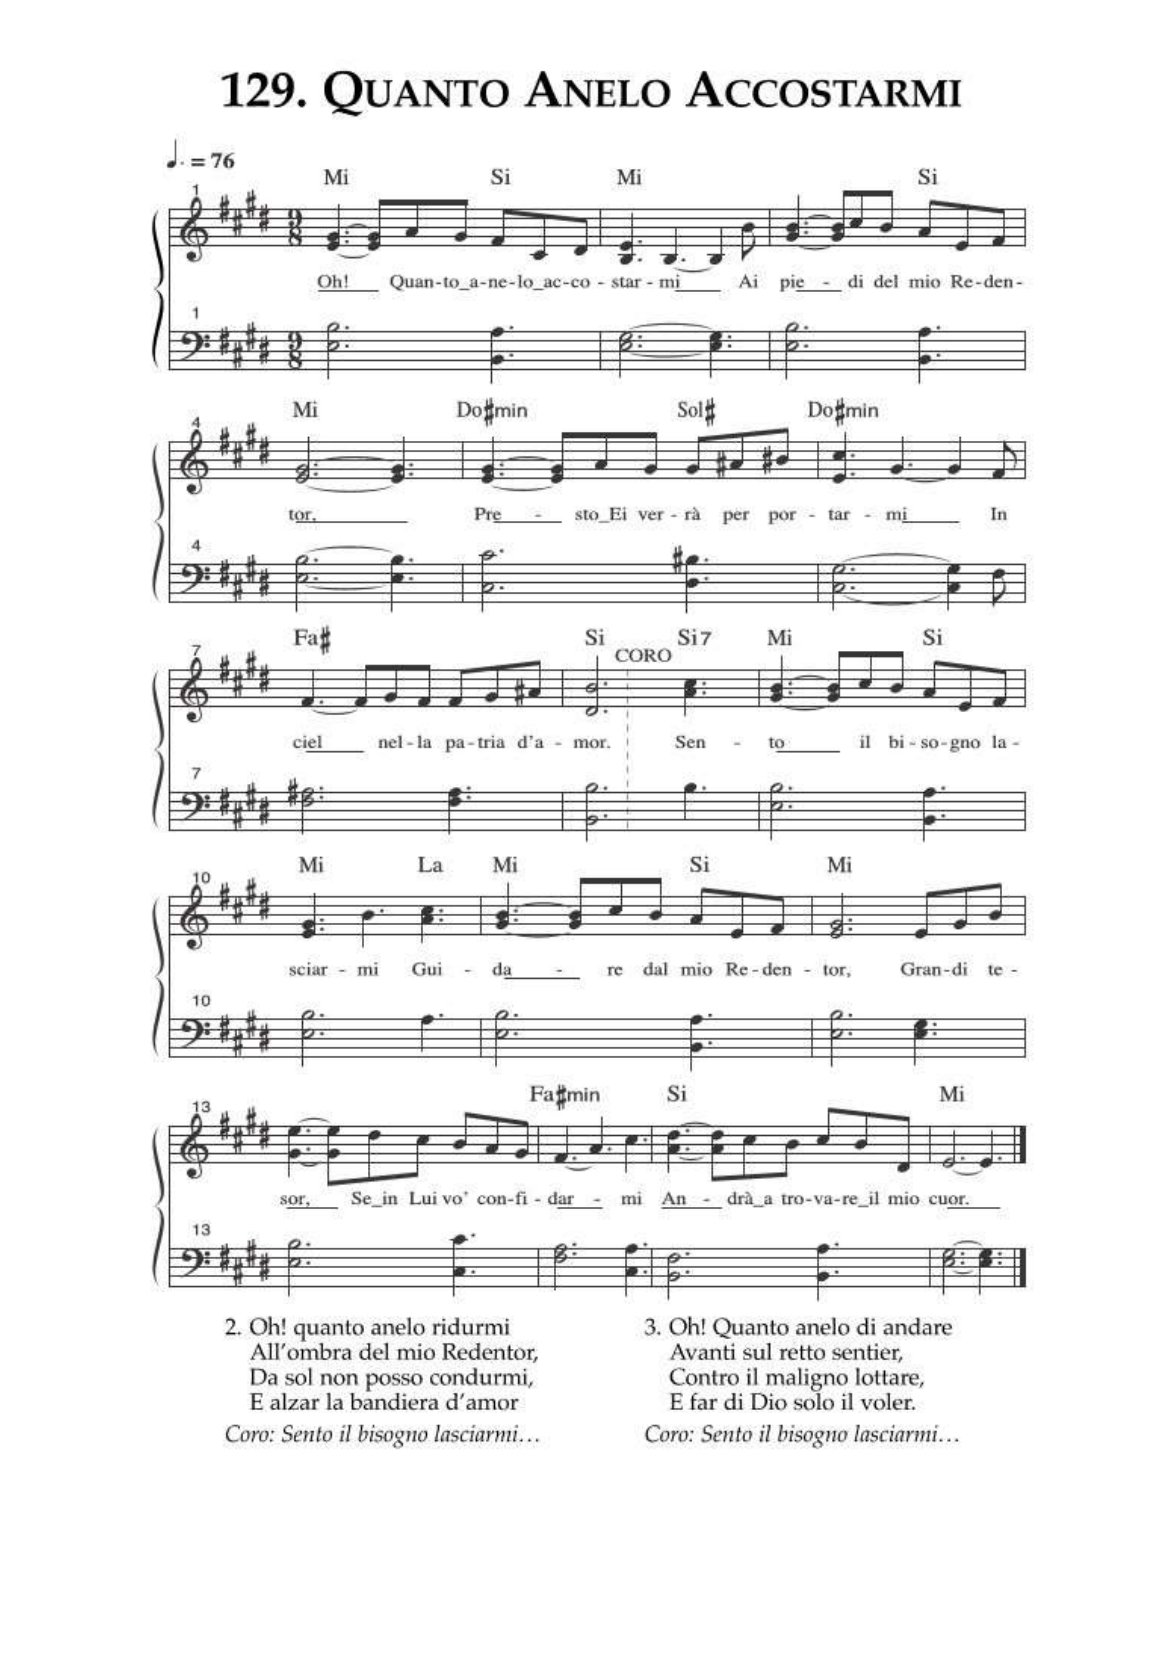 129. QUANTO ANELO ACCOSTARMI
♩. = 76
Mi Si Mi Si
1
9 8
Oh! Quan-to_a-ne-lo_ac-co - star - mi Ai pie - di del mio Re-den-
1
9 8
Mi Do#min Sol# Do#min
4
tor, Pre - sto_Ei ver - rà per por - tar - mi In
4
Fa# Si Si7 Mi Si
CORO
7
ciel nel - la pa - tria d'a - mor. Sen - to il bi - so - gno la -
7
Mi La Mi Si Mi
10
sciar - mi Gui - da - re dal mio Re - den - tor, Gran - di te -
10
Fa#min Si Mi
13
sor, Se_in Lui vo' con - fi - dar - mi An - drà_a tro - va - re_il mio cuor.
13
2. Oh! quanto anelo ridurmi
All'ombra del mio Redentor,
Da sol non posso condurmi,
E alzar la bandiera d'amor
Coro: Sento il bisogno lasciarmi…
3. Oh! Quanto anelo di andare
Avanti sul retto sentier,
Contro il maligno lottare,
E far di Dio solo il voler.
Coro: Sento il bisogno lasciarmi…